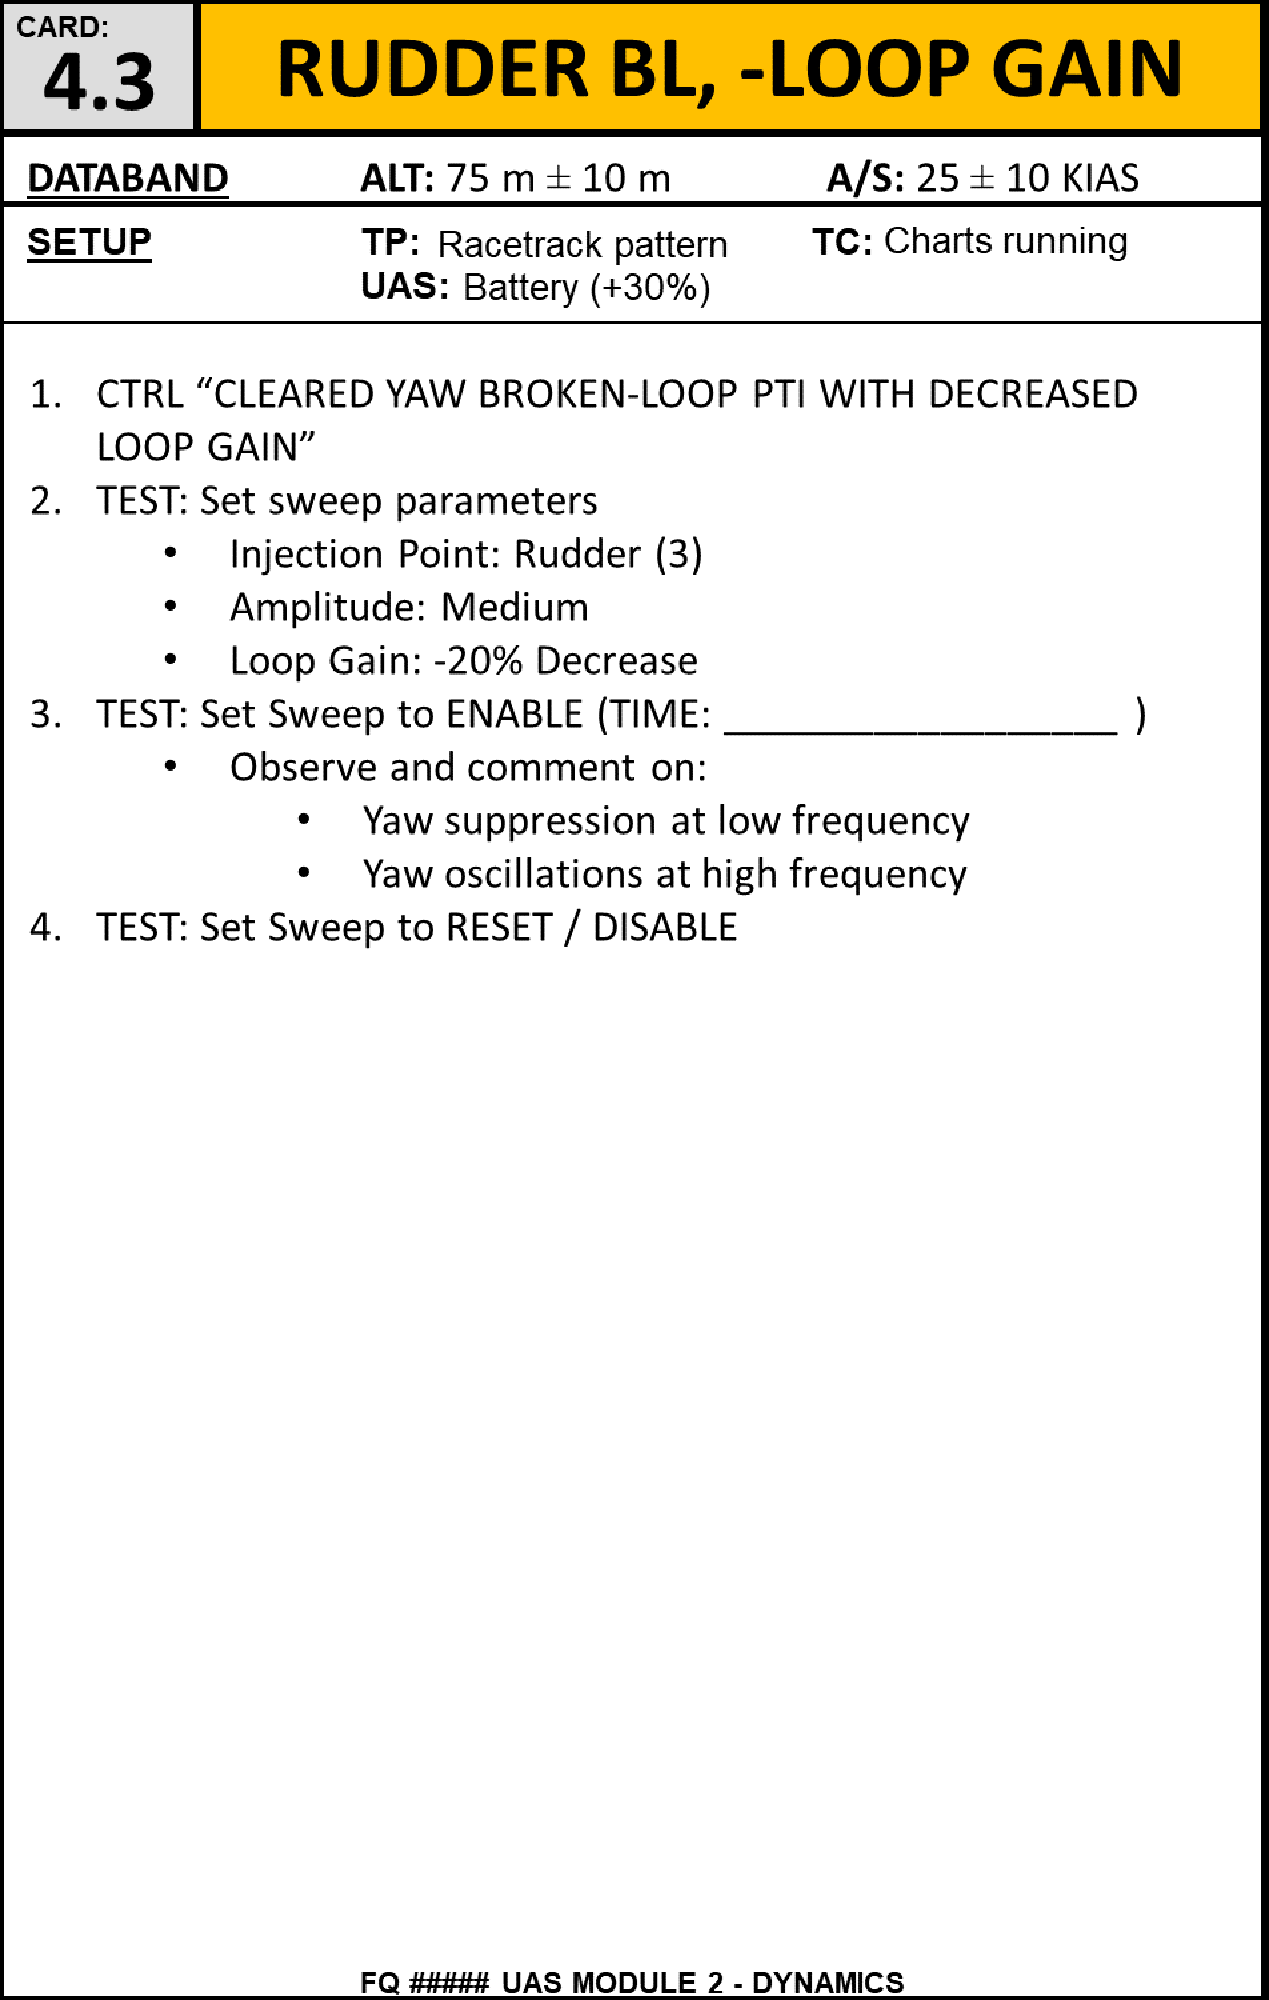 CARD:
4.3
RUDDER BL, -LOOP GAIN
DATABAND ALT: 75 m ± 10 m A/S: 25 ± 10 KIAS
SETUP TP: Racetrack pattern TC: Charts running
UAS: Battery (+30%)
1. CTRL “CLEARED YAW BROKEN-LOOP PTI WITH DECREASED
LOOP GAIN”
2. TEST: Set sweep parameters
• Injection Point: Rudder (3)
• Amplitude: Medium
• Loop Gain: -20% Decrease
3. TEST: Set Sweep to ENABLE (TIME: __________________ )
• Observe and comment on:
• Yaw suppression at low frequency
• Yaw oscillations at high frequency
4. TEST: Set Sweep to RESET / DISABLE
FQ ##### UAS MODULE 2 - DYNAMICS